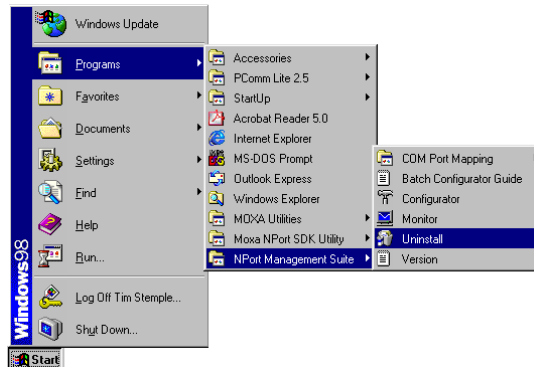 Windows Update
Programs
Favorites
Documents
Settings
Find
Help
Run...
Log Off Tim Stemple...
Shut Down...
Windows98
Start
Accessories
PComm Lite 2.5
StartUp
Acrobat Reader 5.0
Internet Explorer
MS-DOS Prompt
Outlook Express
Windows Explorer
MOXA Utilities
Moxa NPort SDK Utility
NPort Management Suite
COM Port Mapping
Batch Configurator Guide
Configurator
Monitor
Uninstall
Version